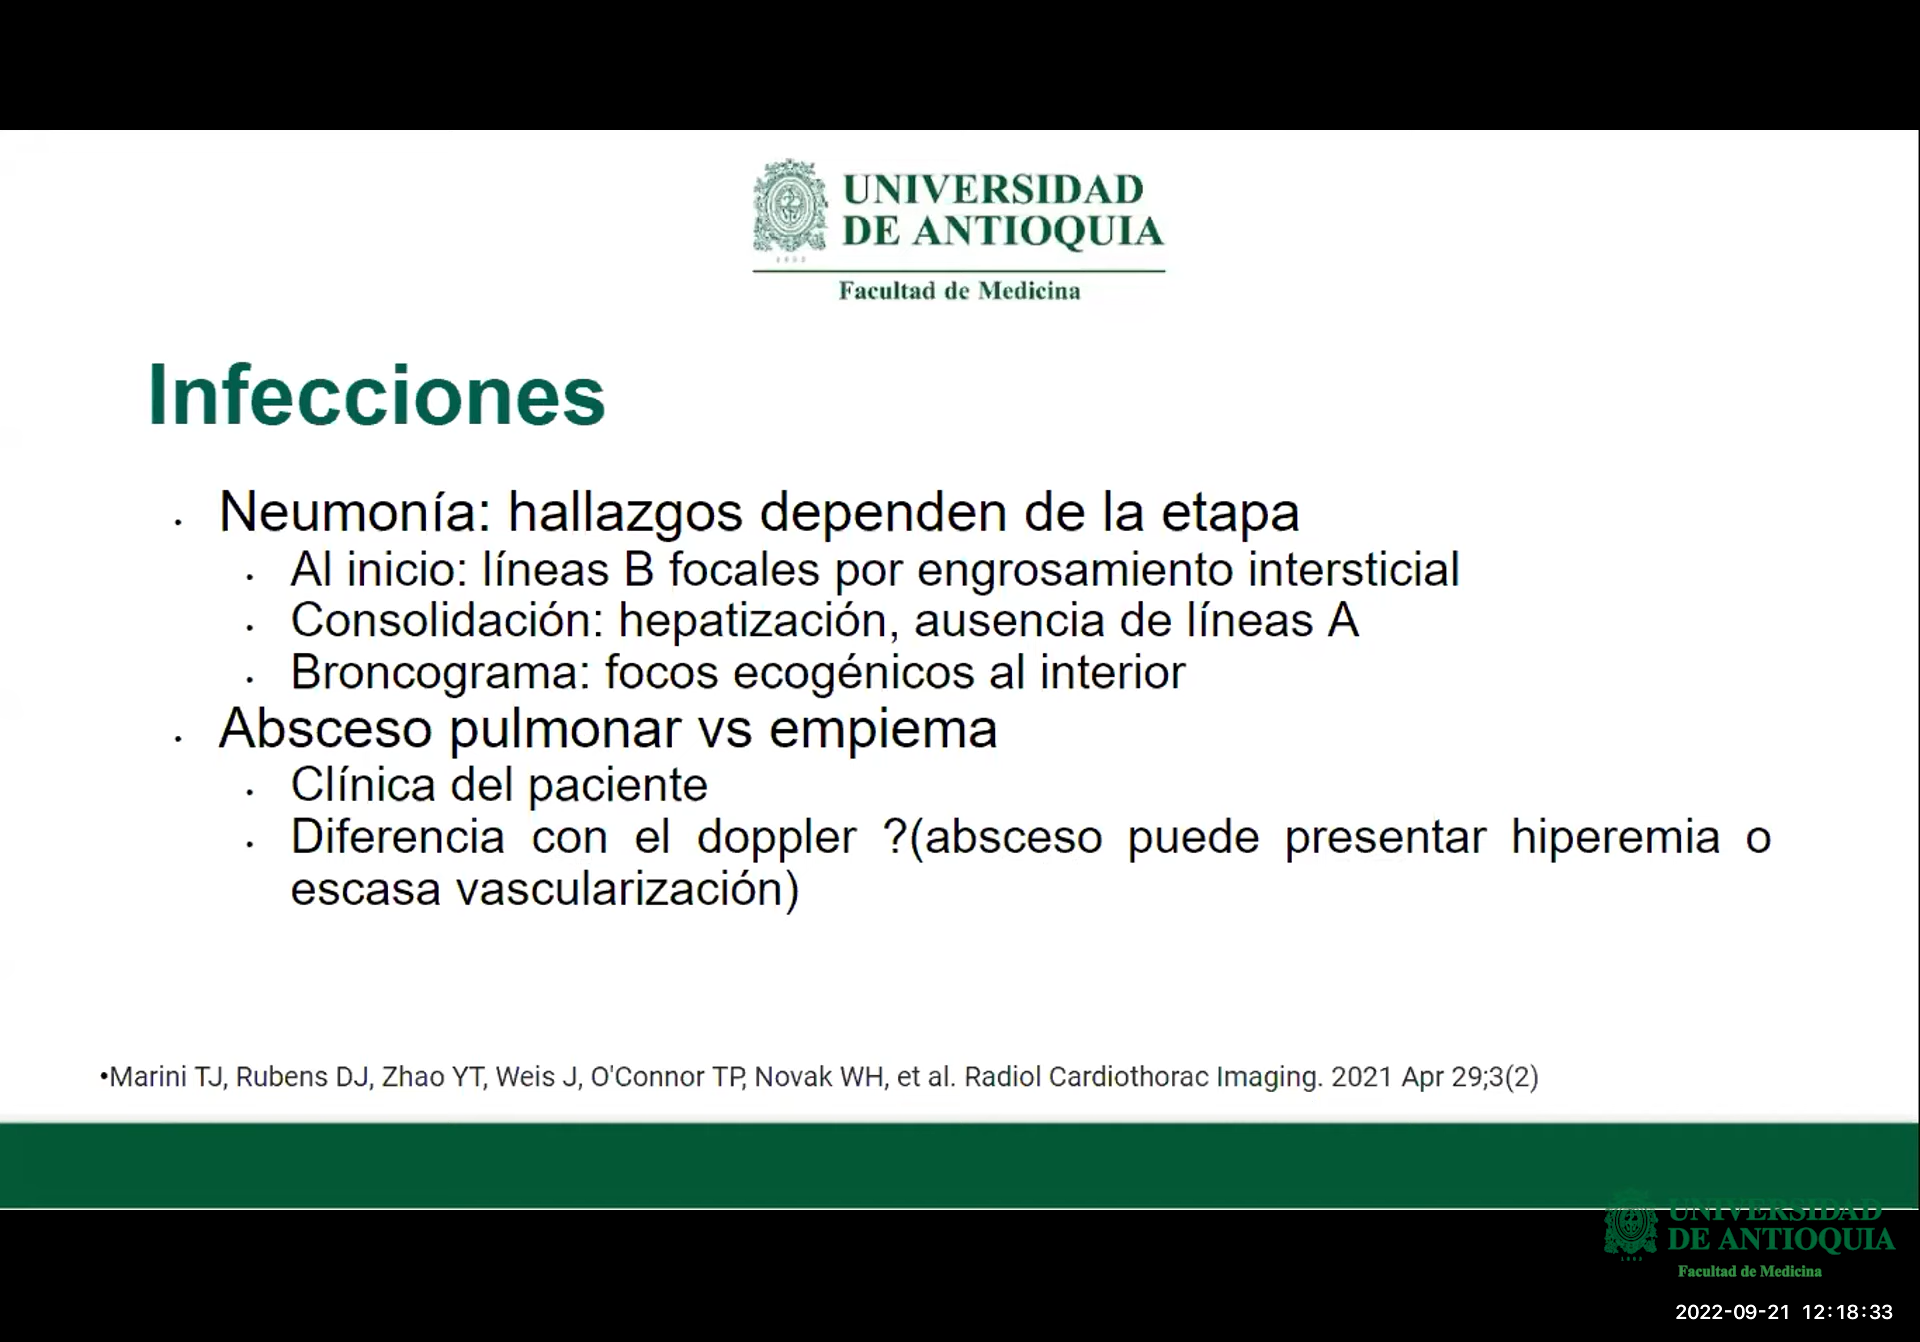 UNIVERSIDAD
DE ANTIOQUIA
1803
Facultad de Medicina
Infecciones
· Neumonía: hallazgos dependen de la etapa
· Al inicio: líneas B focales por engrosamiento intersticial
· Consolidación: hepatización, ausencia de líneas A
· Broncograma: focos ecogénicos al interior
· Absceso pulmonar vs empiema
· Clínica del paciente
· Diferencia con el doppler ?(absceso puede presentar hiperemia o
escasa vascularización)
•Marini TJ, Rubens DJ, Zhao YT, Weis J, O'Connor TP, Novak WH, et al. Radiol Cardiothorac Imaging. 2021 Apr 29;3(2)
UNIVERSIDAD
DE ANTIOQUIA
1803
Facultad de Medicina
2022-09-21 12:18:33